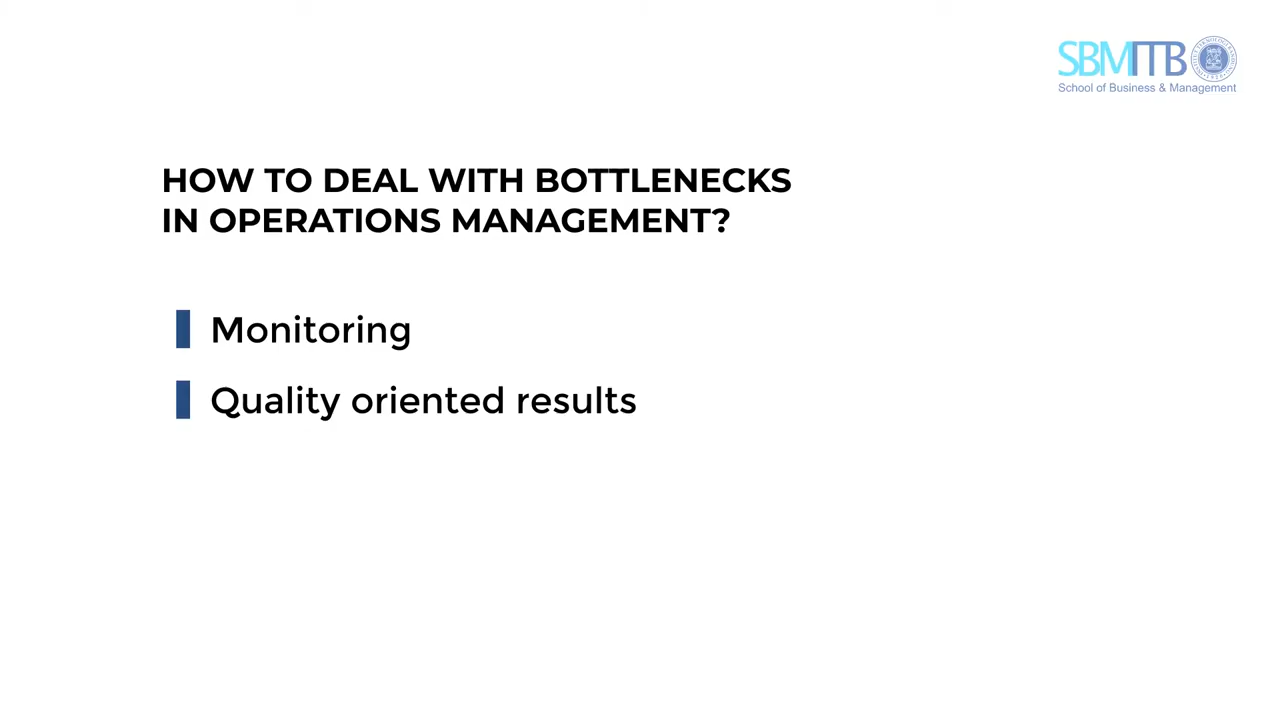 SBMITB
School of Business & Management
HOW TO DEAL WITH BOTTLENECKS
IN OPERATIONS MANAGEMENT?
Monitoring
Quality oriented results